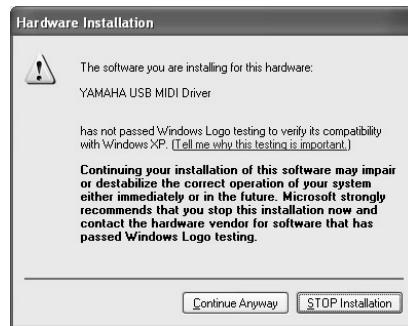 Hardware Installation
The software you are installing for this hardware:
YAMAHA USB MIDI Driver
has not passed Windows Logo testing to verify its compatibility
with Windows XP. (Tell me why this testing is important.)
Continuing your installation of this software may impair
or destabilize the correct operation of your system
either immediately or in the future. Microsoft strongly
recommends that you stop this installation now and
contact the hardware vendor for software that has
passed Windows Logo testing.
Continue Anyway
STOP Installation